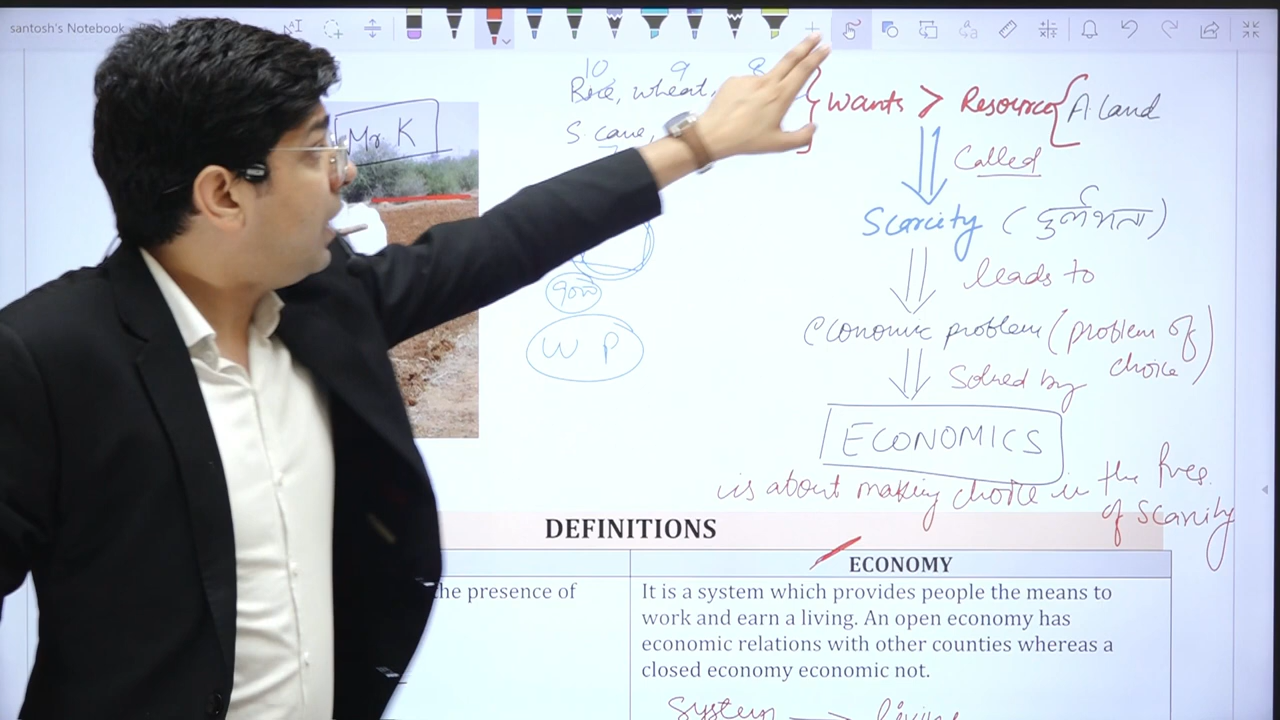 santosh's Notebook
10 9 8
Rice, wheat,
S. cane,
Mr. K
Wants > Resource { A. land
Called
Scarcity (दुर्लभता)
leads to
Economic problem (problem of choice)
Solved by
ECONOMICS
is about making choice in the Pres. of scarcity
90%
W P
DEFINITIONS
ECONOMY
the presence of
It is a system which provides people the means to
work and earn a living. An open economy has
economic relations with other counties whereas a
closed economy economic not.
System → living